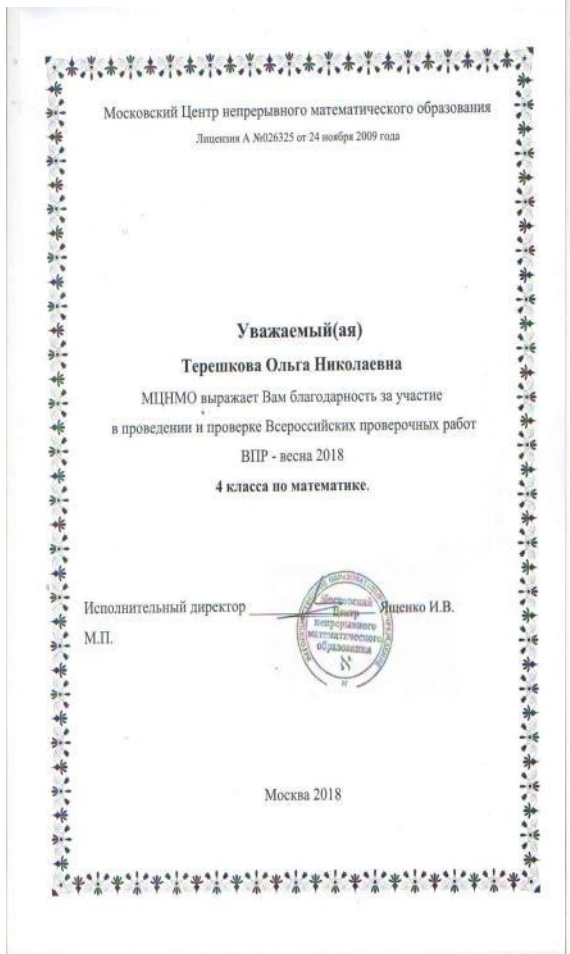 Московский Центр непрерывного математического образования
Лицензия А №026325 от 24 ноября 2009 года
Уважаемый(ая)
Терешкова Ольга Николаевна
МЦНМО выражает Вам благодарность за участие
в проведении и проверке Всероссийских проверочных работ
ВПР - весна 2018
4 класса по математике.
Исполнительный директор Ященко И.В.
М.П.
Московский
Центр
непрерывного
математического
образования
Москва 2018